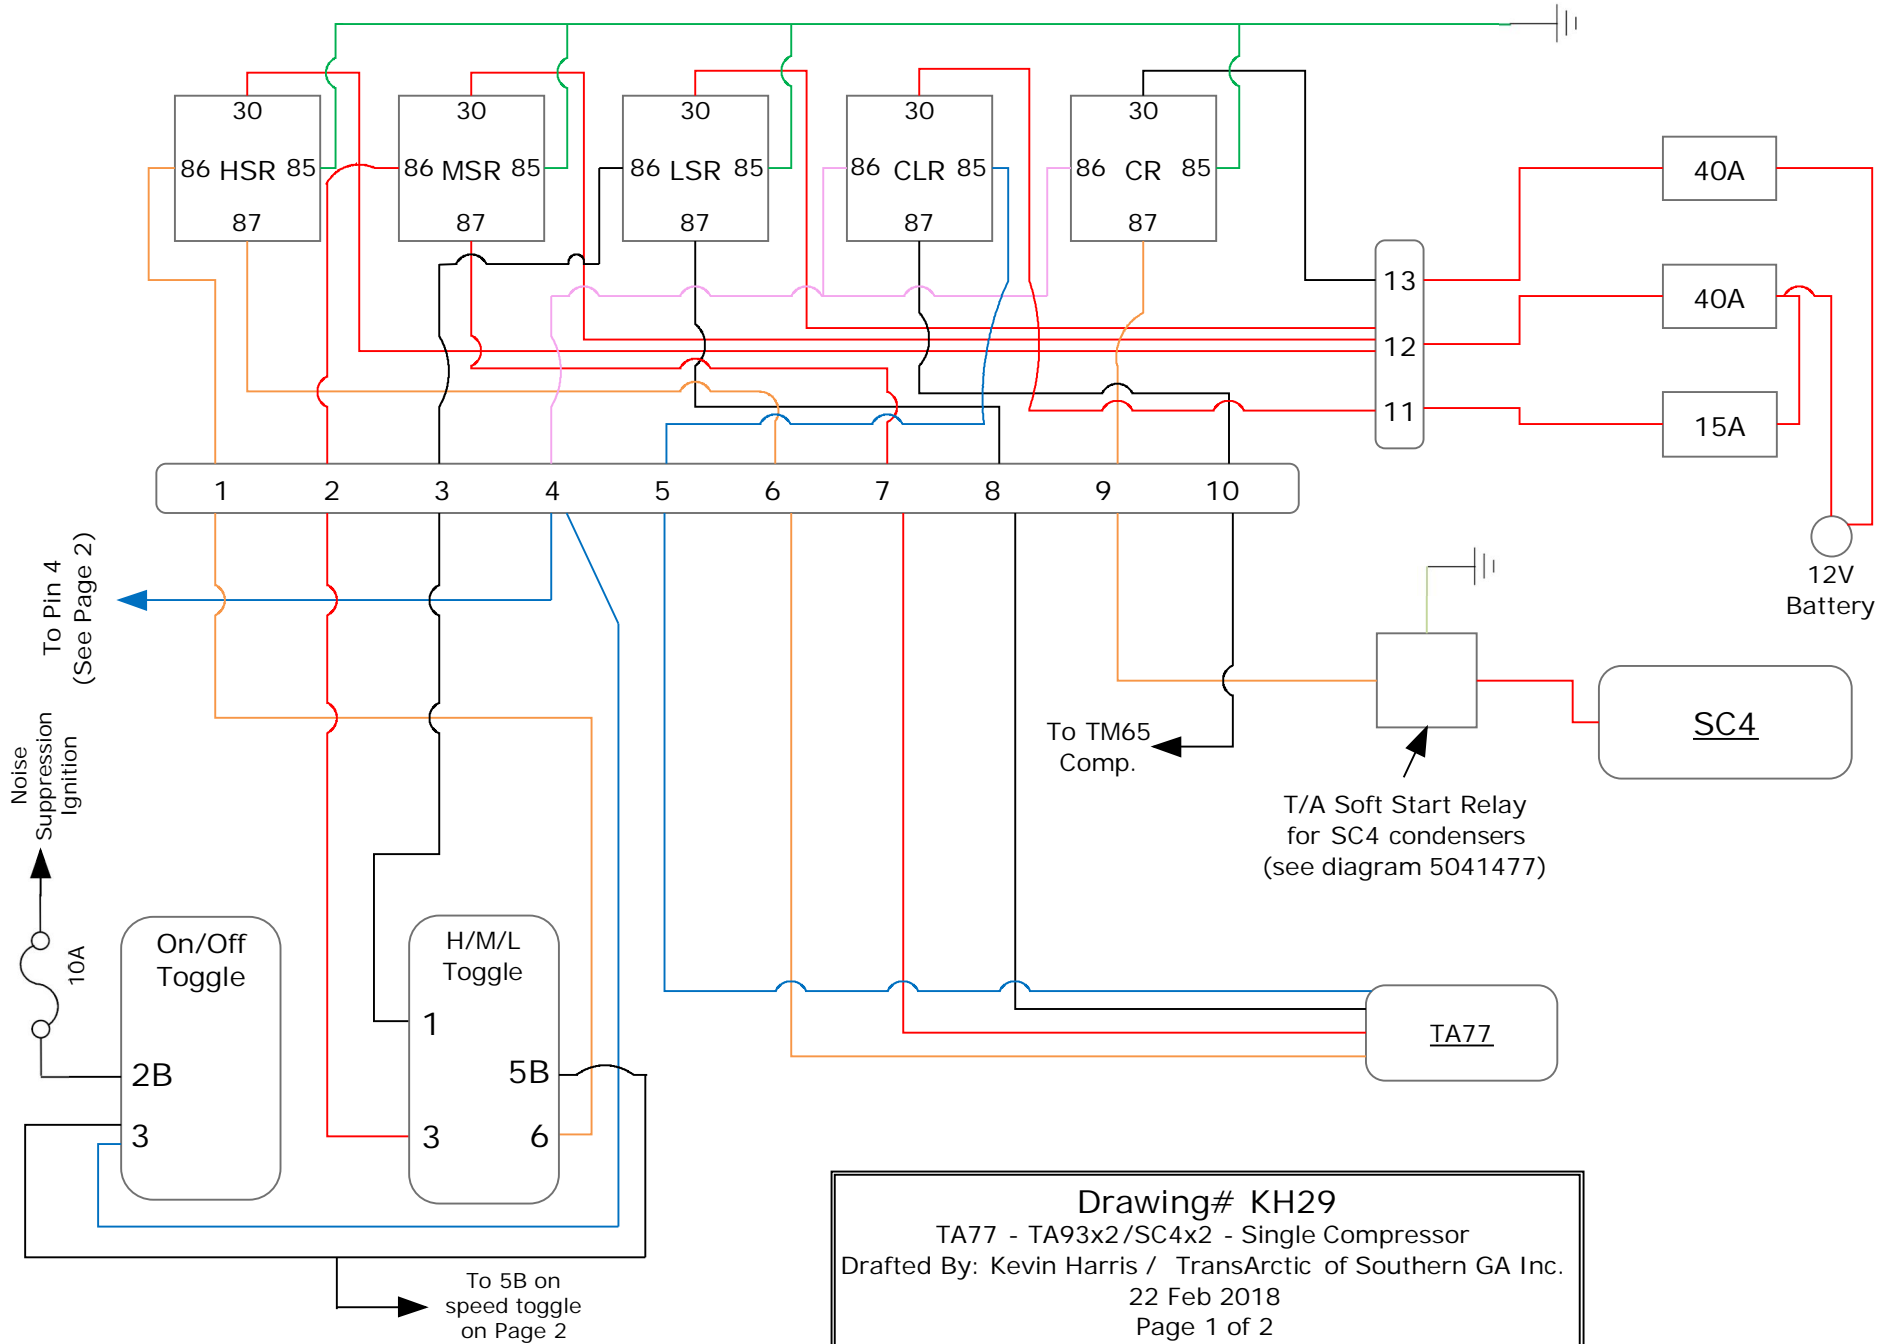 30
30
30
30
30
86 HSR 85
86 MSR 85
86 LSR 85
86 CLR 85
86 CR 85
87
87
87
87
87
40A
13
40A
12
11
15A
1 2 3 4 5 6 7 8 9 10
12V
Battery
To Pin 4
(See Page 2)
SC4
To TM65
Comp.
T/A Soft Start Relay
for SC4 condensers
(see diagram 5041477)
Noise
Suppression
Ignition
10A
On/Off
Toggle
2B
3
H/M/L
Toggle
1
5B
3
6
TA77
To 5B on
speed toggle
on Page 2
Drawing# KH29
TA77 - TA93x2/SC4x2 - Single Compressor
Drafted By: Kevin Harris / TransArctic of Southern GA Inc.
22 Feb 2018
Page 1 of 2